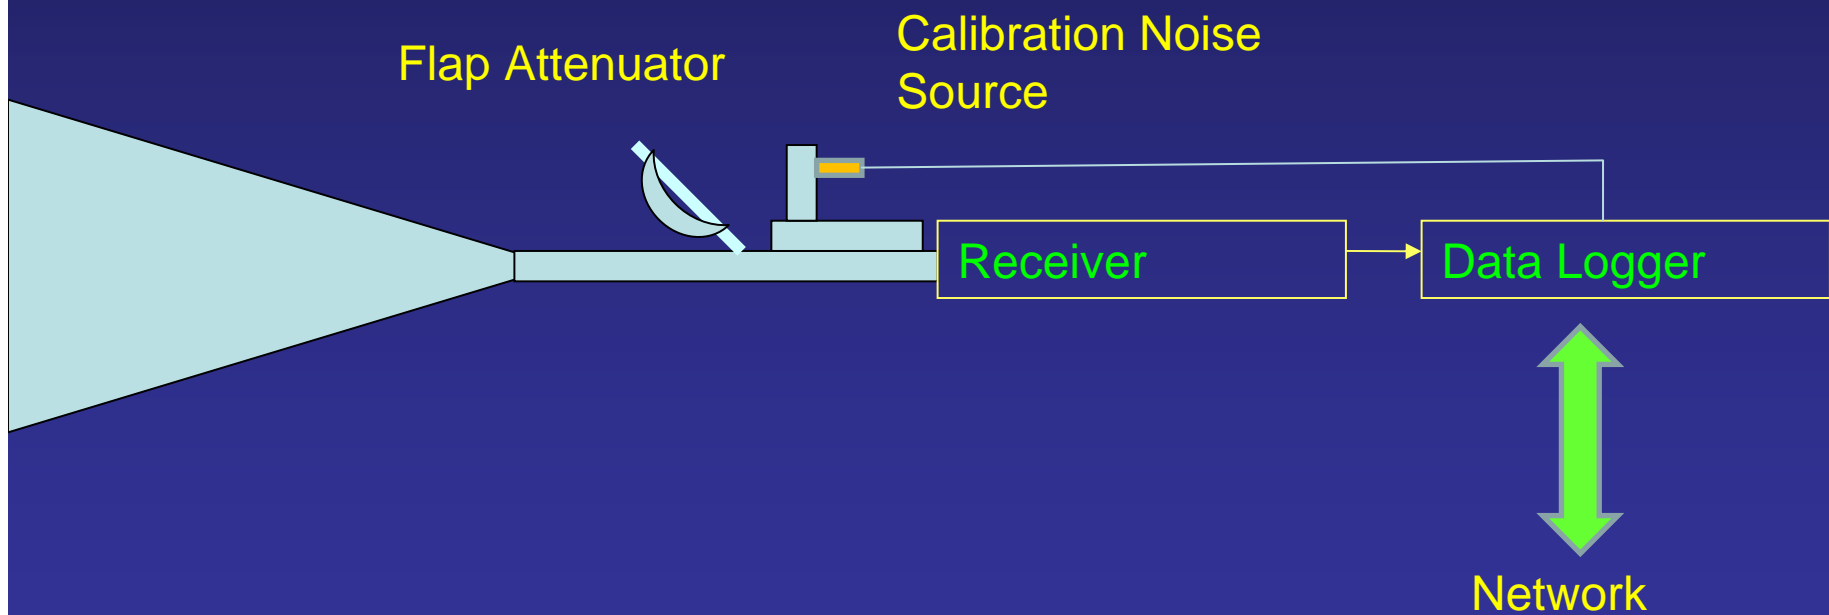 Flap Attenuator
Calibration Noise
Source
Receiver
Data Logger
Network